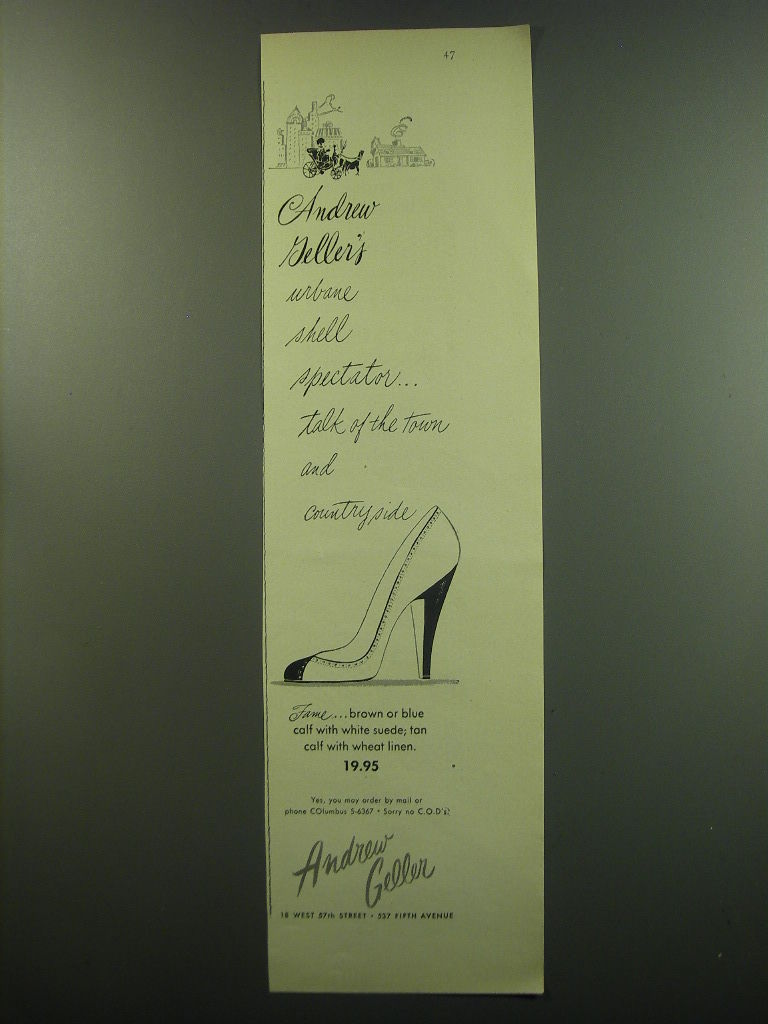 47
Andrew
Geller's
urbane
shell
spectator...
talk of the town
and
countryside
Fame...brown or blue
calf with white suede; tan
calf with wheat linen.
19.95
Yes, you may order by mail or
phone COlumbus 5-6367 • Sorry no C.O.D's.
Andrew
Geller
18 WEST 57th STREET • 537 FIFTH AVENUE